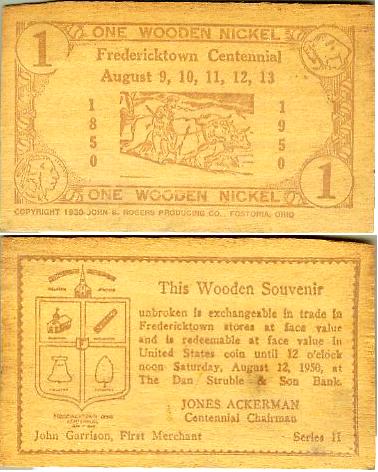 1
ONE WOODEN NICKEL
Fredericktown Centennial
August 9, 10, 11, 12, 13
1850
1950
ONE WOODEN NICKEL
1
COPYRIGHT 1950 JOHN B. ROGERS PRODUCING CO., FOSTORIA, OHIO
This Wooden Souvenir
unbroken is exchangeable in trade in
Fredericktown stores at face value
and is redeemable at face value in
United States coin until 12 o'clock
noon Saturday, August 12, 1950, at
The Dan Struble & Son Bank.
JONES ACKERMAN
Centennial Chairman
FREDERICKTOWN OHIO
CENTENNIAL
John Garrison, First Merchant
Series II